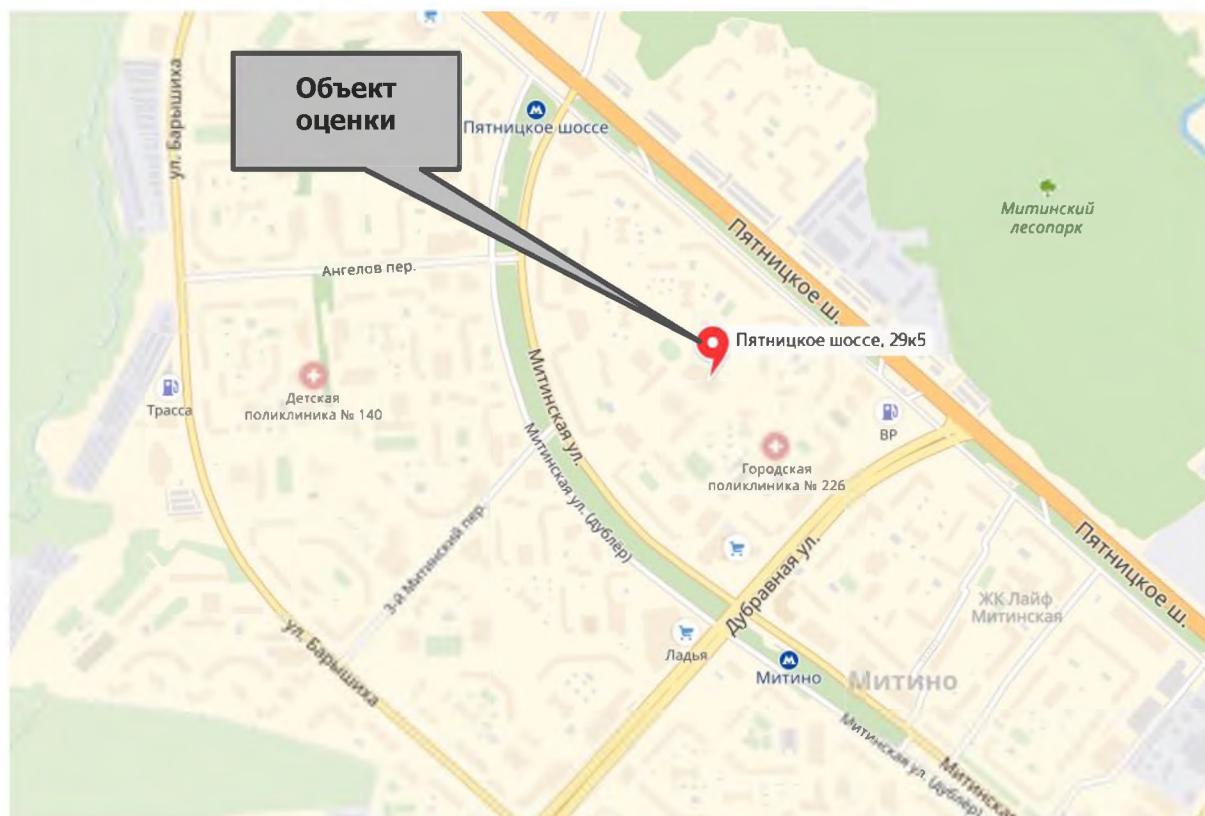 Объект
оценки
ул. Барышиха
Пятницкое шоссе
Митинский
лесопарк
Пятницкое ш.
Ангелов пер.
Пятницкое шоссе, 29к5
Детская
поликлиника № 140
Трасса
Митинская ул.
Митинская ул. (дублёр)
BP
Городская
поликлиника № 226
3-й Митинский пер.
Дубравная ул.
Пятницкое ш.
ЖК Лайф
Митинская
ул. Барышиха
Ладья
Митино
Митино
Митинская ул. (дублёр)
Митинская